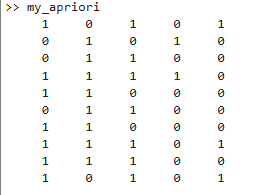 >> my_apriori
1 0 1 0 1
0 1 0 1 0
0 1 1 0 0
1 1 1 1 0
1 1 0 0 0
0 1 1 0 0
1 1 0 0 0
1 1 1 0 1
1 1 1 0 0
1 0 1 0 1